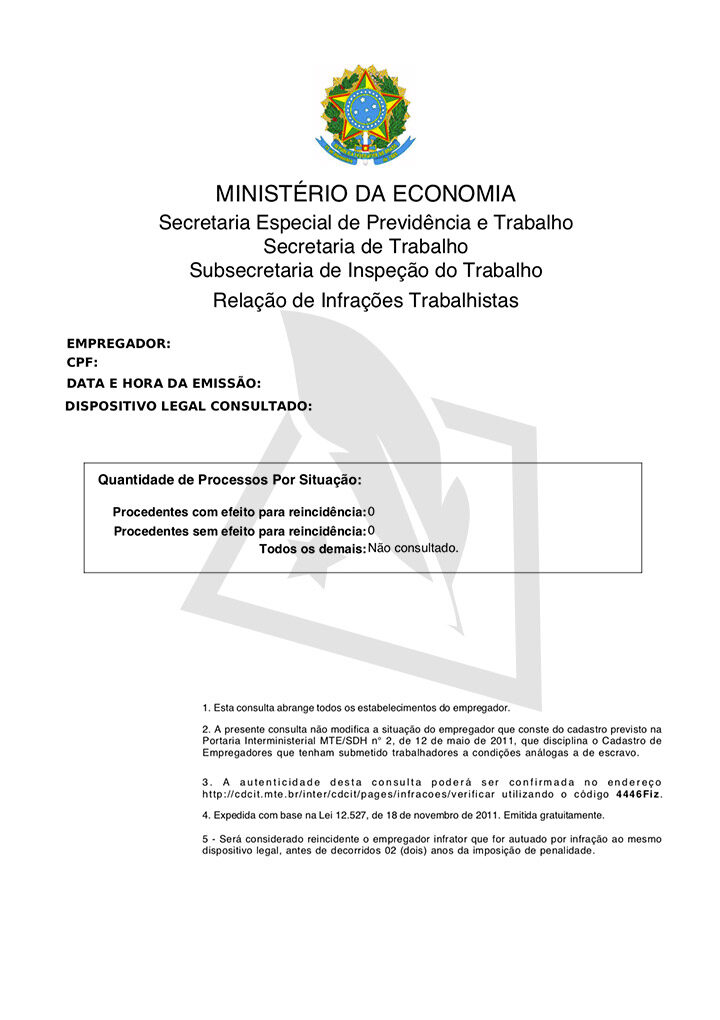 MINISTÉRIO DA ECONOMIA
Secretaria Especial de Previdência e Trabalho
Secretaria de Trabalho
Subsecretaria de Inspeção do Trabalho
Relação de Infrações Trabalhistas
EMPREGADOR:
CPF:
DATA E HORA DA EMISSÃO:
DISPOSITIVO LEGAL CONSULTADO:
Quantidade de Processos Por Situação:
Procedentes com efeito para reincidência:0
Procedentes sem efeito para reincidência:0
Todos os demais:Não consultado.
1. Esta consulta abrange todos os estabelecimentos do empregador.
2. A presente consulta não modifica a situação do empregador que conste do cadastro previsto na
Portaria Interministerial MTE/SDH n° 2, de 12 de maio de 2011, que disciplina o Cadastro de
Empregadores que tenham submetido trabalhadores a condições análogas a de escravo.
3. A autenticidade desta consulta poderá ser confirmada no endereço
http://cdcit.mte.br/inter/cdcit/pages/infracoes/verificar utilizando o código 4446Fiz.
4. Expedida com base na Lei 12.527, de 18 de novembro de 2011. Emitida gratuitamente.
5 - Será considerado reincidente o empregador infrator que for autuado por infração ao mesmo
dispositivo legal, antes de decorridos 02 (dois) anos da imposição de penalidade.